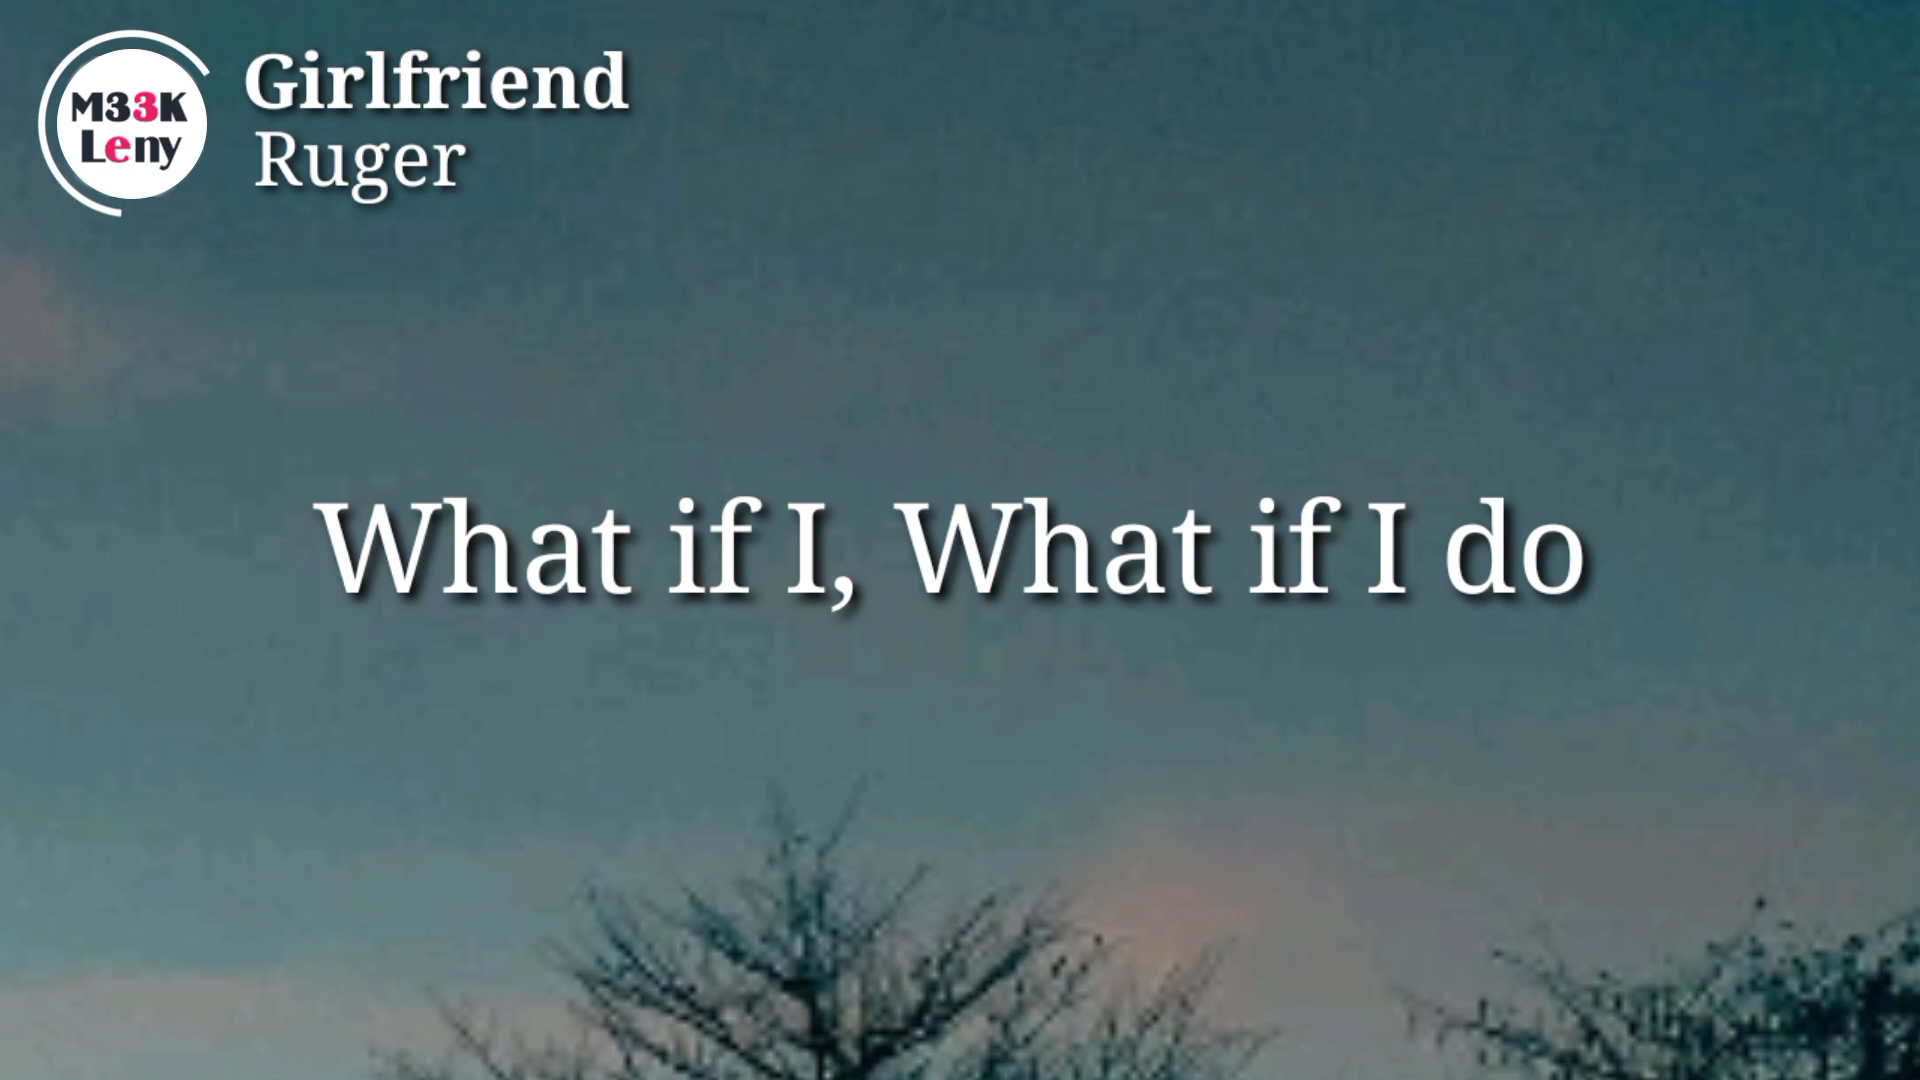 M33K
Leny
Girlfriend
Ruger
What if I, What if I do